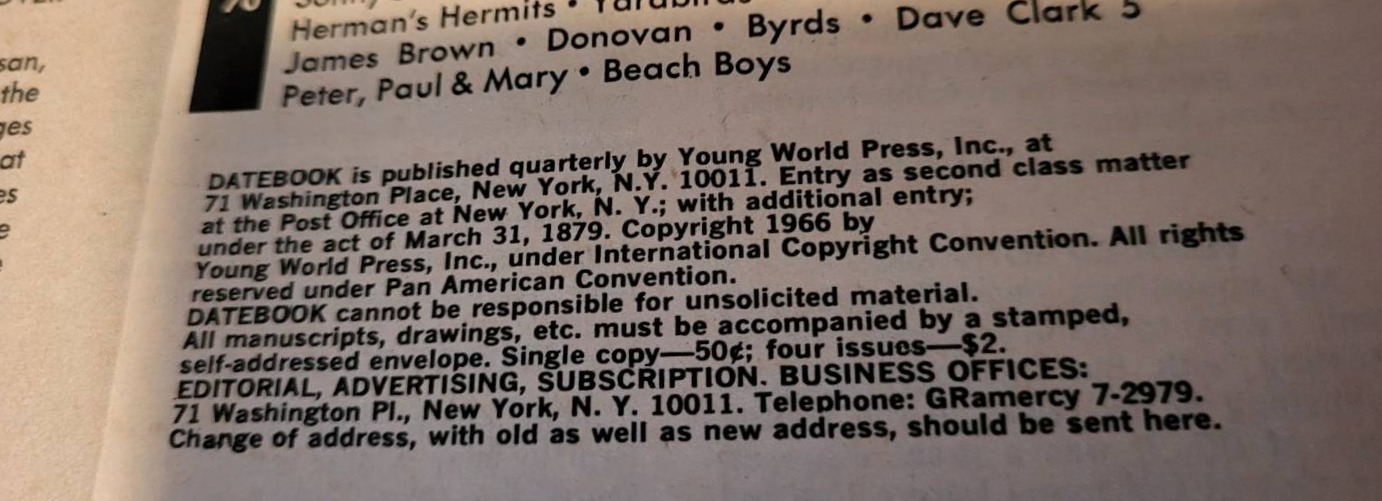 san,
the
ges
at
es
e
Herman's Hermits •
James Brown • Donovan • Byrds • Dave Clark 5
Peter, Paul & Mary • Beach Boys
DATEBOOK is published quarterly by Young World Press, Inc., at
71 Washington Place, New York, N.Y. 10011. Entry as second class matter
at the Post Office at New York, N. Y.; with additional entry;
under the act of March 31, 1879. Copyright 1966 by
Young World Press, Inc., under International Copyright Convention. All rights
reserved under Pan American Convention.
DATEBOOK cannot be responsible for unsolicited material.
All manuscripts, drawings, etc. must be accompanied by a stamped,
self-addressed envelope. Single copy—50¢; four issues—$2.
EDITORIAL, ADVERTISING, SUBSCRIPTION. BUSINESS OFFICES:
71 Washington Pl., New York, N. Y. 10011. Telephone: GRamercy 7-2979.
Change of address, with old as well as new address, should be sent here.